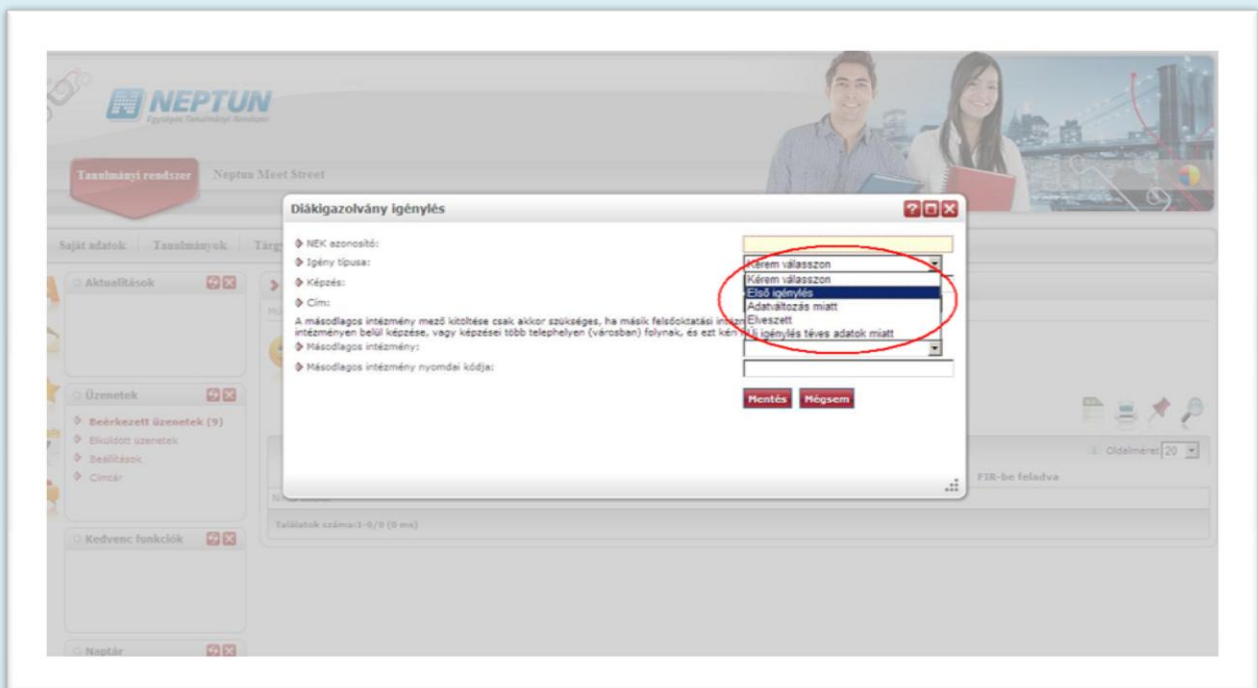 NEPTUN
Egységes Tanulmányi Rendszer
Tanulmányi rendszer
Neptun Meet Street
Saját adatok Tanulmányok
Diákigazolvány igénylés
NEK azonosító:
Igény típusa:
Kérem válasszon
Képzés:
Kérem válasszon
Első igénylés
Cím:
Adatváltozás miatt
A másodlagos intézmény mező kitöltése csak akkor szükséges, ha másik felsőoktatási
Elveszett
intézményen belül képzése, vagy képzései több telephelyen (városban) folynak, és ezt kéri
Új igénylés téves adatok miatt
Másodlagos intézmény:
Másodlagos intézmény nyomdai kódja:
Mentés Mégsem
Aktualitások
Üzenetek
Beérkezett üzenetek (9)
Elküldött üzenetek
Beállítások
Címtár
Oldalméret 20
FIR-be feladva
Találatok száma:1-0/0 (0 ms)
Kedvenc funkciók
Naptár